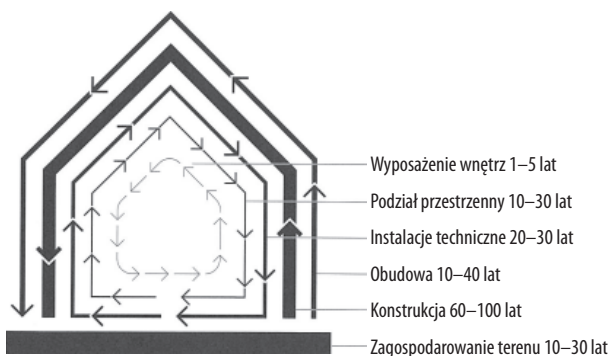 Wyposażenie wnętrz 1–5 lat
Podział przestrzenny 10–30 lat
Instalacje techniczne 20–30 lat
Obudowa 10–40 lat
Konstrukcja 60–100 lat
Zagospodarowanie terenu 10–30 lat